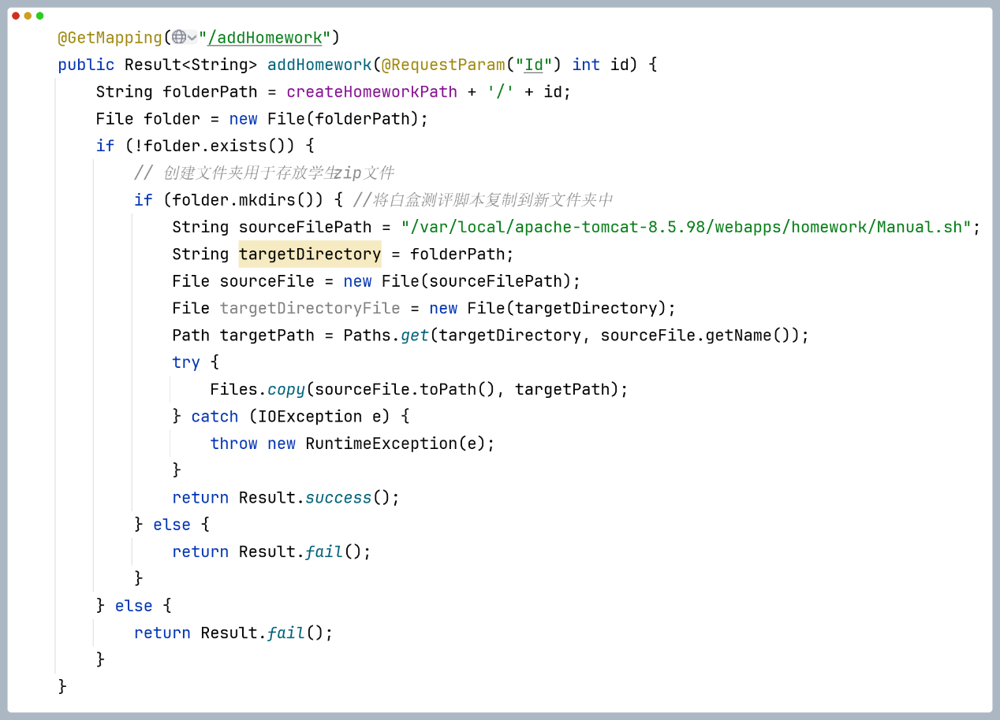 @GetMapping("/addHomework")
public Result<String> addHomework(@RequestParam("Id") int id) {
    String folderPath = createHomeworkPath + '/' + id;
    File folder = new File(folderPath);
    if (!folder.exists()) {
        // 创建文件夹用于存放学生zip文件
        if (folder.mkdirs()) { //将白盒测评脚本复制到新文件夹中
            String sourceFilePath = "/var/local/apache-tomcat-8.5.98/webapps/homework/Manual.sh";
            String targetDirectory = folderPath;
            File sourceFile = new File(sourceFilePath);
            File targetDirectoryFile = new File(targetDirectory);
            Path targetPath = Paths.get(targetDirectory, sourceFile.getName());
            try {
                Files.copy(sourceFile.toPath(), targetPath);
            } catch (IOException e) {
                throw new RuntimeException(e);
            }
            return Result.success();
        } else {
            return Result.fail();
        }
    } else {
        return Result.fail();
    }
}